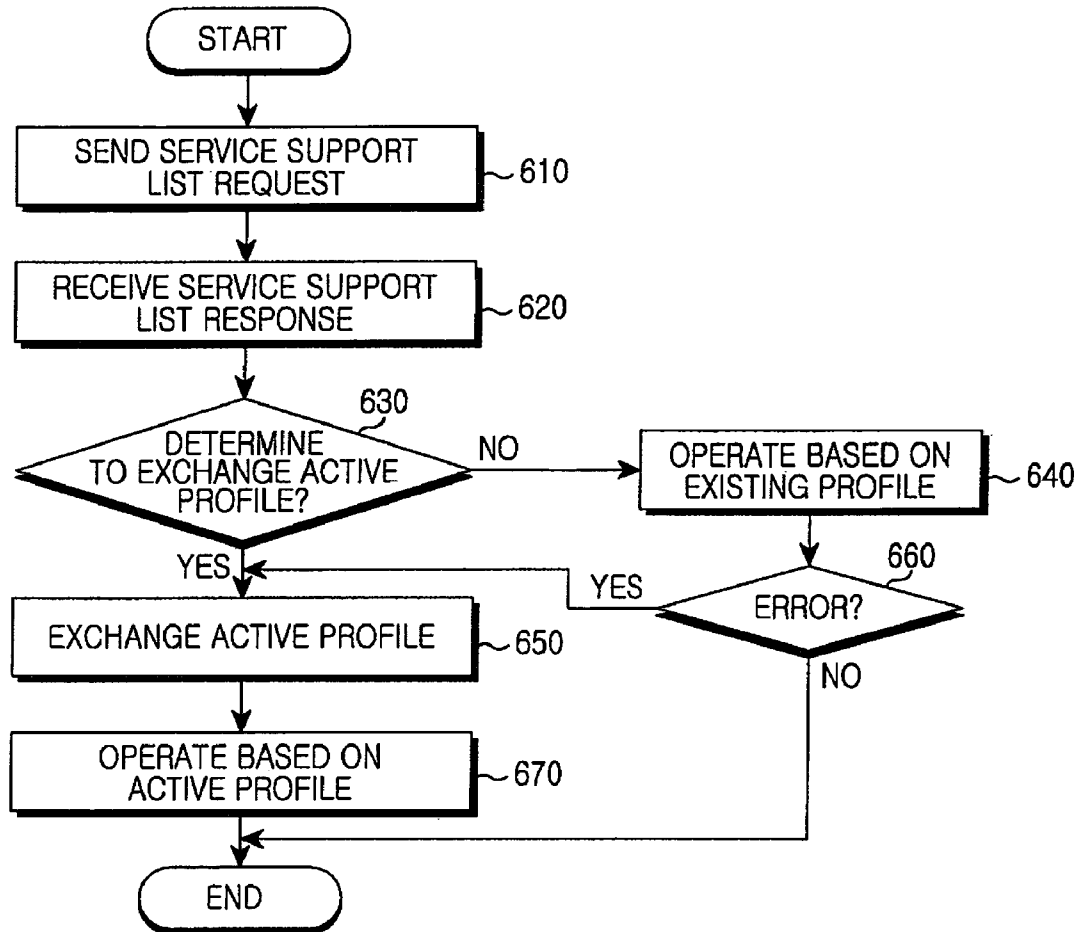 START
SEND SERVICE SUPPORT
LIST REQUEST
610
RECEIVE SERVICE SUPPORT
LIST RESPONSE
620
630
DETERMINE
TO EXCHANGE ACTIVE
PROFILE?
NO
OPERATE BASED ON
EXISTING PROFILE
640
YES
660
ERROR?
YES
NO
EXCHANGE ACTIVE PROFILE
650
OPERATE BASED ON
ACTIVE PROFILE
670
END